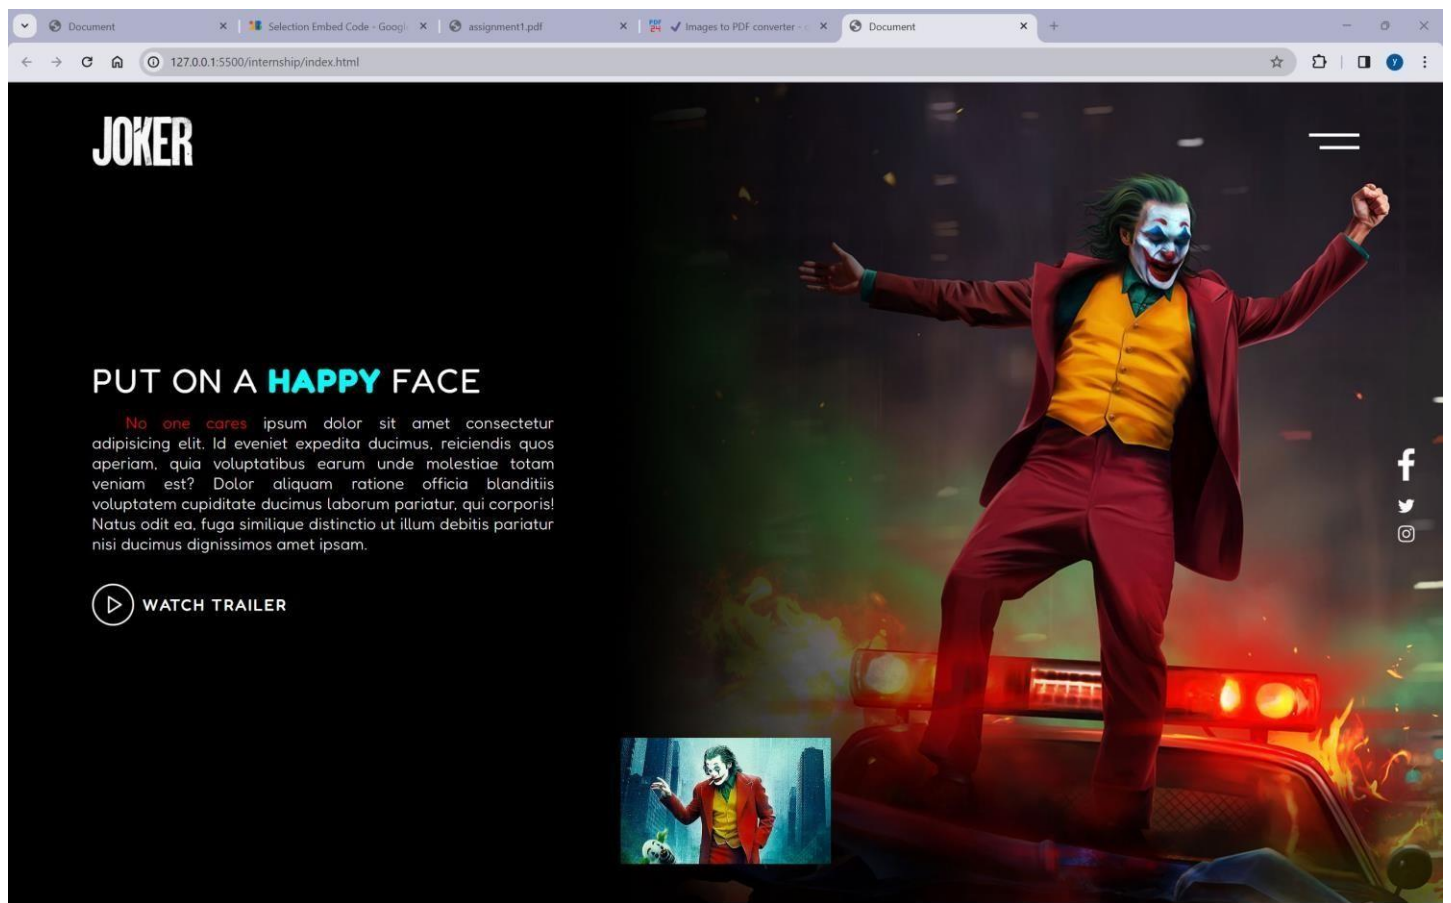 Document
Selection Embed Code - Googl
assignment1.pdf
PDF 24
Images to PDF converter - c
Document
127.0.0.1:5500/internship/index.html
y
JOKER
PUT ON A HAPPY FACE
No one cares ipsum dolor sit amet consectetur
adipisicing elit. Id eveniet expedita ducimus, reiciendis quos
aperiam, quia voluptatibus earum unde molestiae totam
veniam est? Dolor aliquam ratione officia blanditiis
voluptatem cupiditate ducimus laborum pariatur, qui corporis!
Natus odit ea, fuga similique distinctio ut illum debitis pariatur
nisi ducimus dignissimos amet ipsam.
WATCH TRAILER